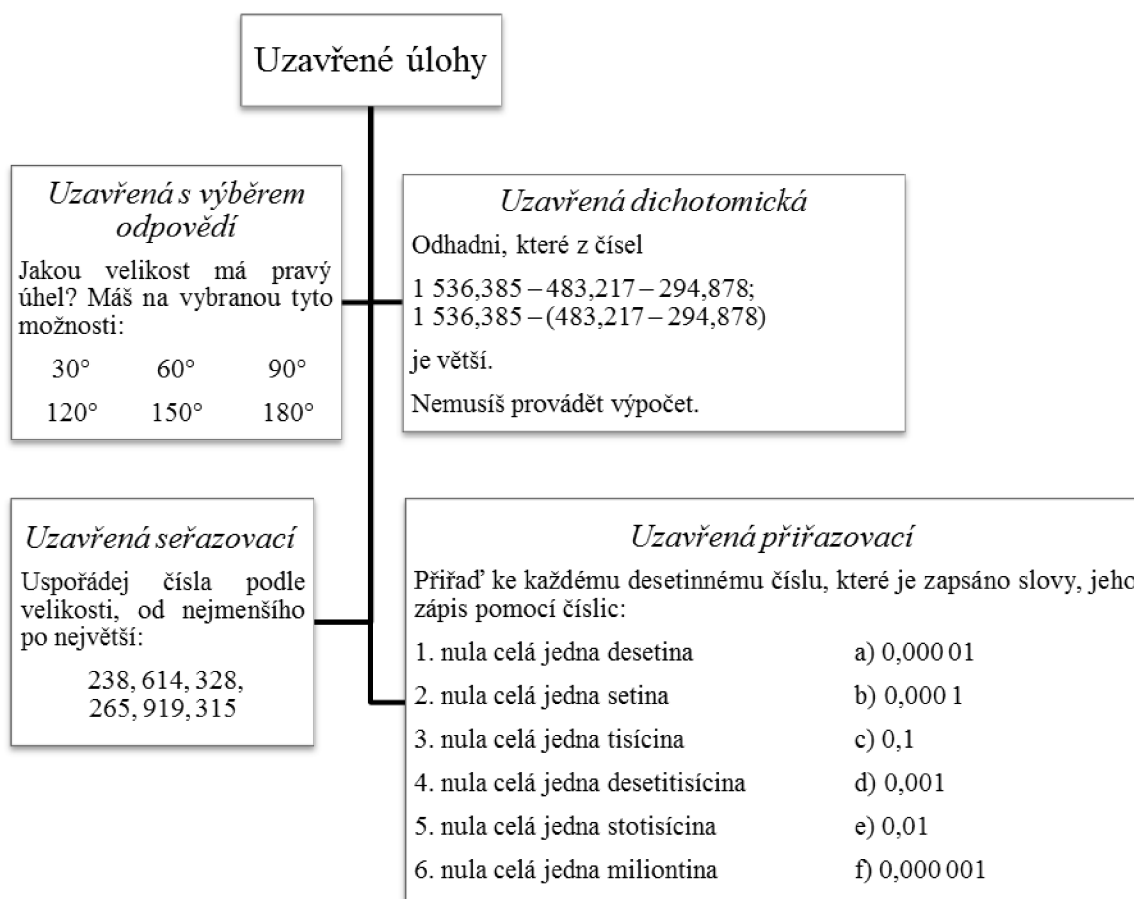 Uzavřené úlohy
Uzavřená s výběrem
odpovědí
Jakou velikost má pravý
úhel? Máš na vybranou tyto
možnosti:
30° 60° 90°
120° 150° 180°
Uzavřená dichotomická
Odhadni, které z čísel
1 536,385 – 483,217 – 294,878;
1 536,385 – (483,217 – 294,878)
je větší.
Nemusíš provádět výpočet.
Uzavřená seřazovací
Uspořádej čísla podle
velikosti, od nejmenšího
po největší:
238, 614, 328,
265, 919, 315
Uzavřená přiřazovací
Přiřaď ke každému desetinnému číslu, které je zapsáno slovy, jeho
zápis pomocí číslic:
1. nula celá jedna desetina a) 0,000 01
2. nula celá jedna setina b) 0,000 1
3. nula celá jedna tisícina c) 0,1
4. nula celá jedna desetitisícina d) 0,001
5. nula celá jedna stotisícina e) 0,01
6. nula celá jedna miliontina f) 0,000 001